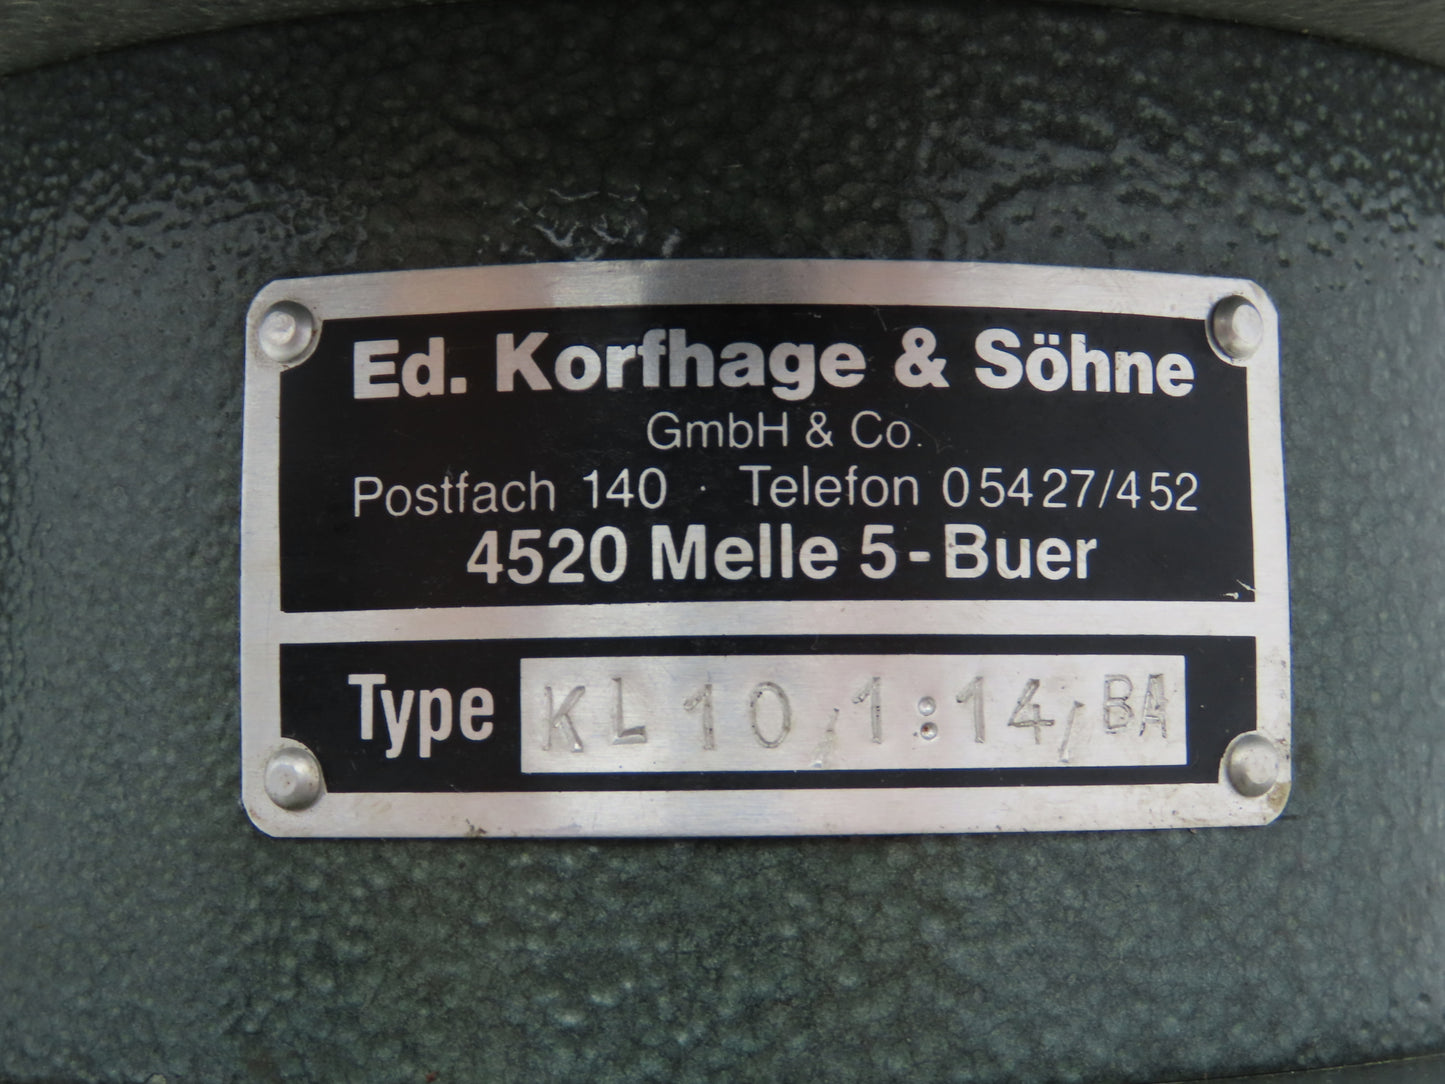 Ed. Korfhage & Söhne
GmbH & Co.
Postfach 140 · Telefon 05427/452
4520 Melle 5-Buer
Type KL 10, 1:14, BA